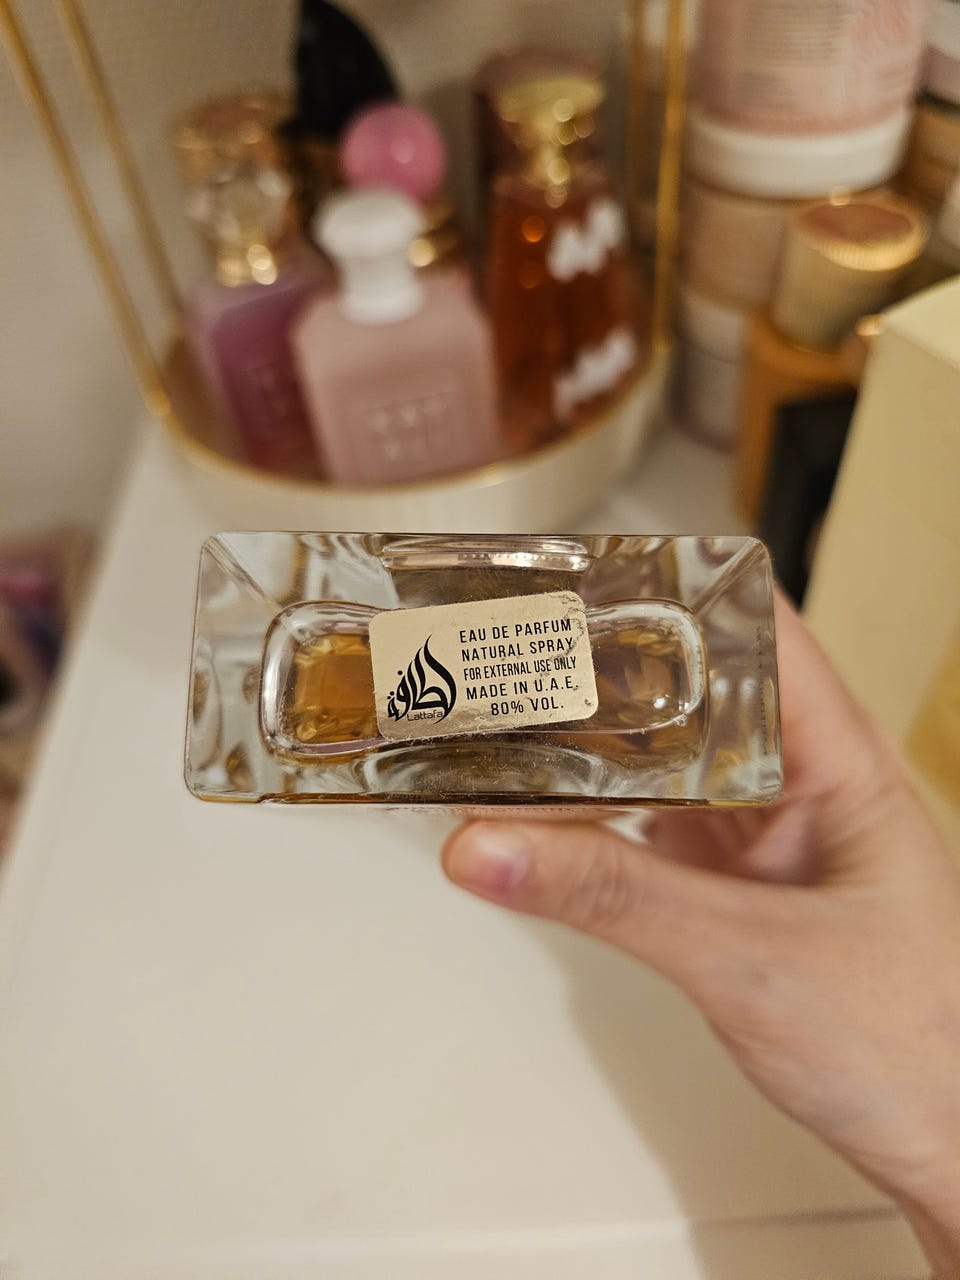 لطافة
Lattafa
EAU DE PARFUM
NATURAL SPRAY
FOR EXTERNAL USE ONLY
MADE IN U.A.E.
80% VOL.